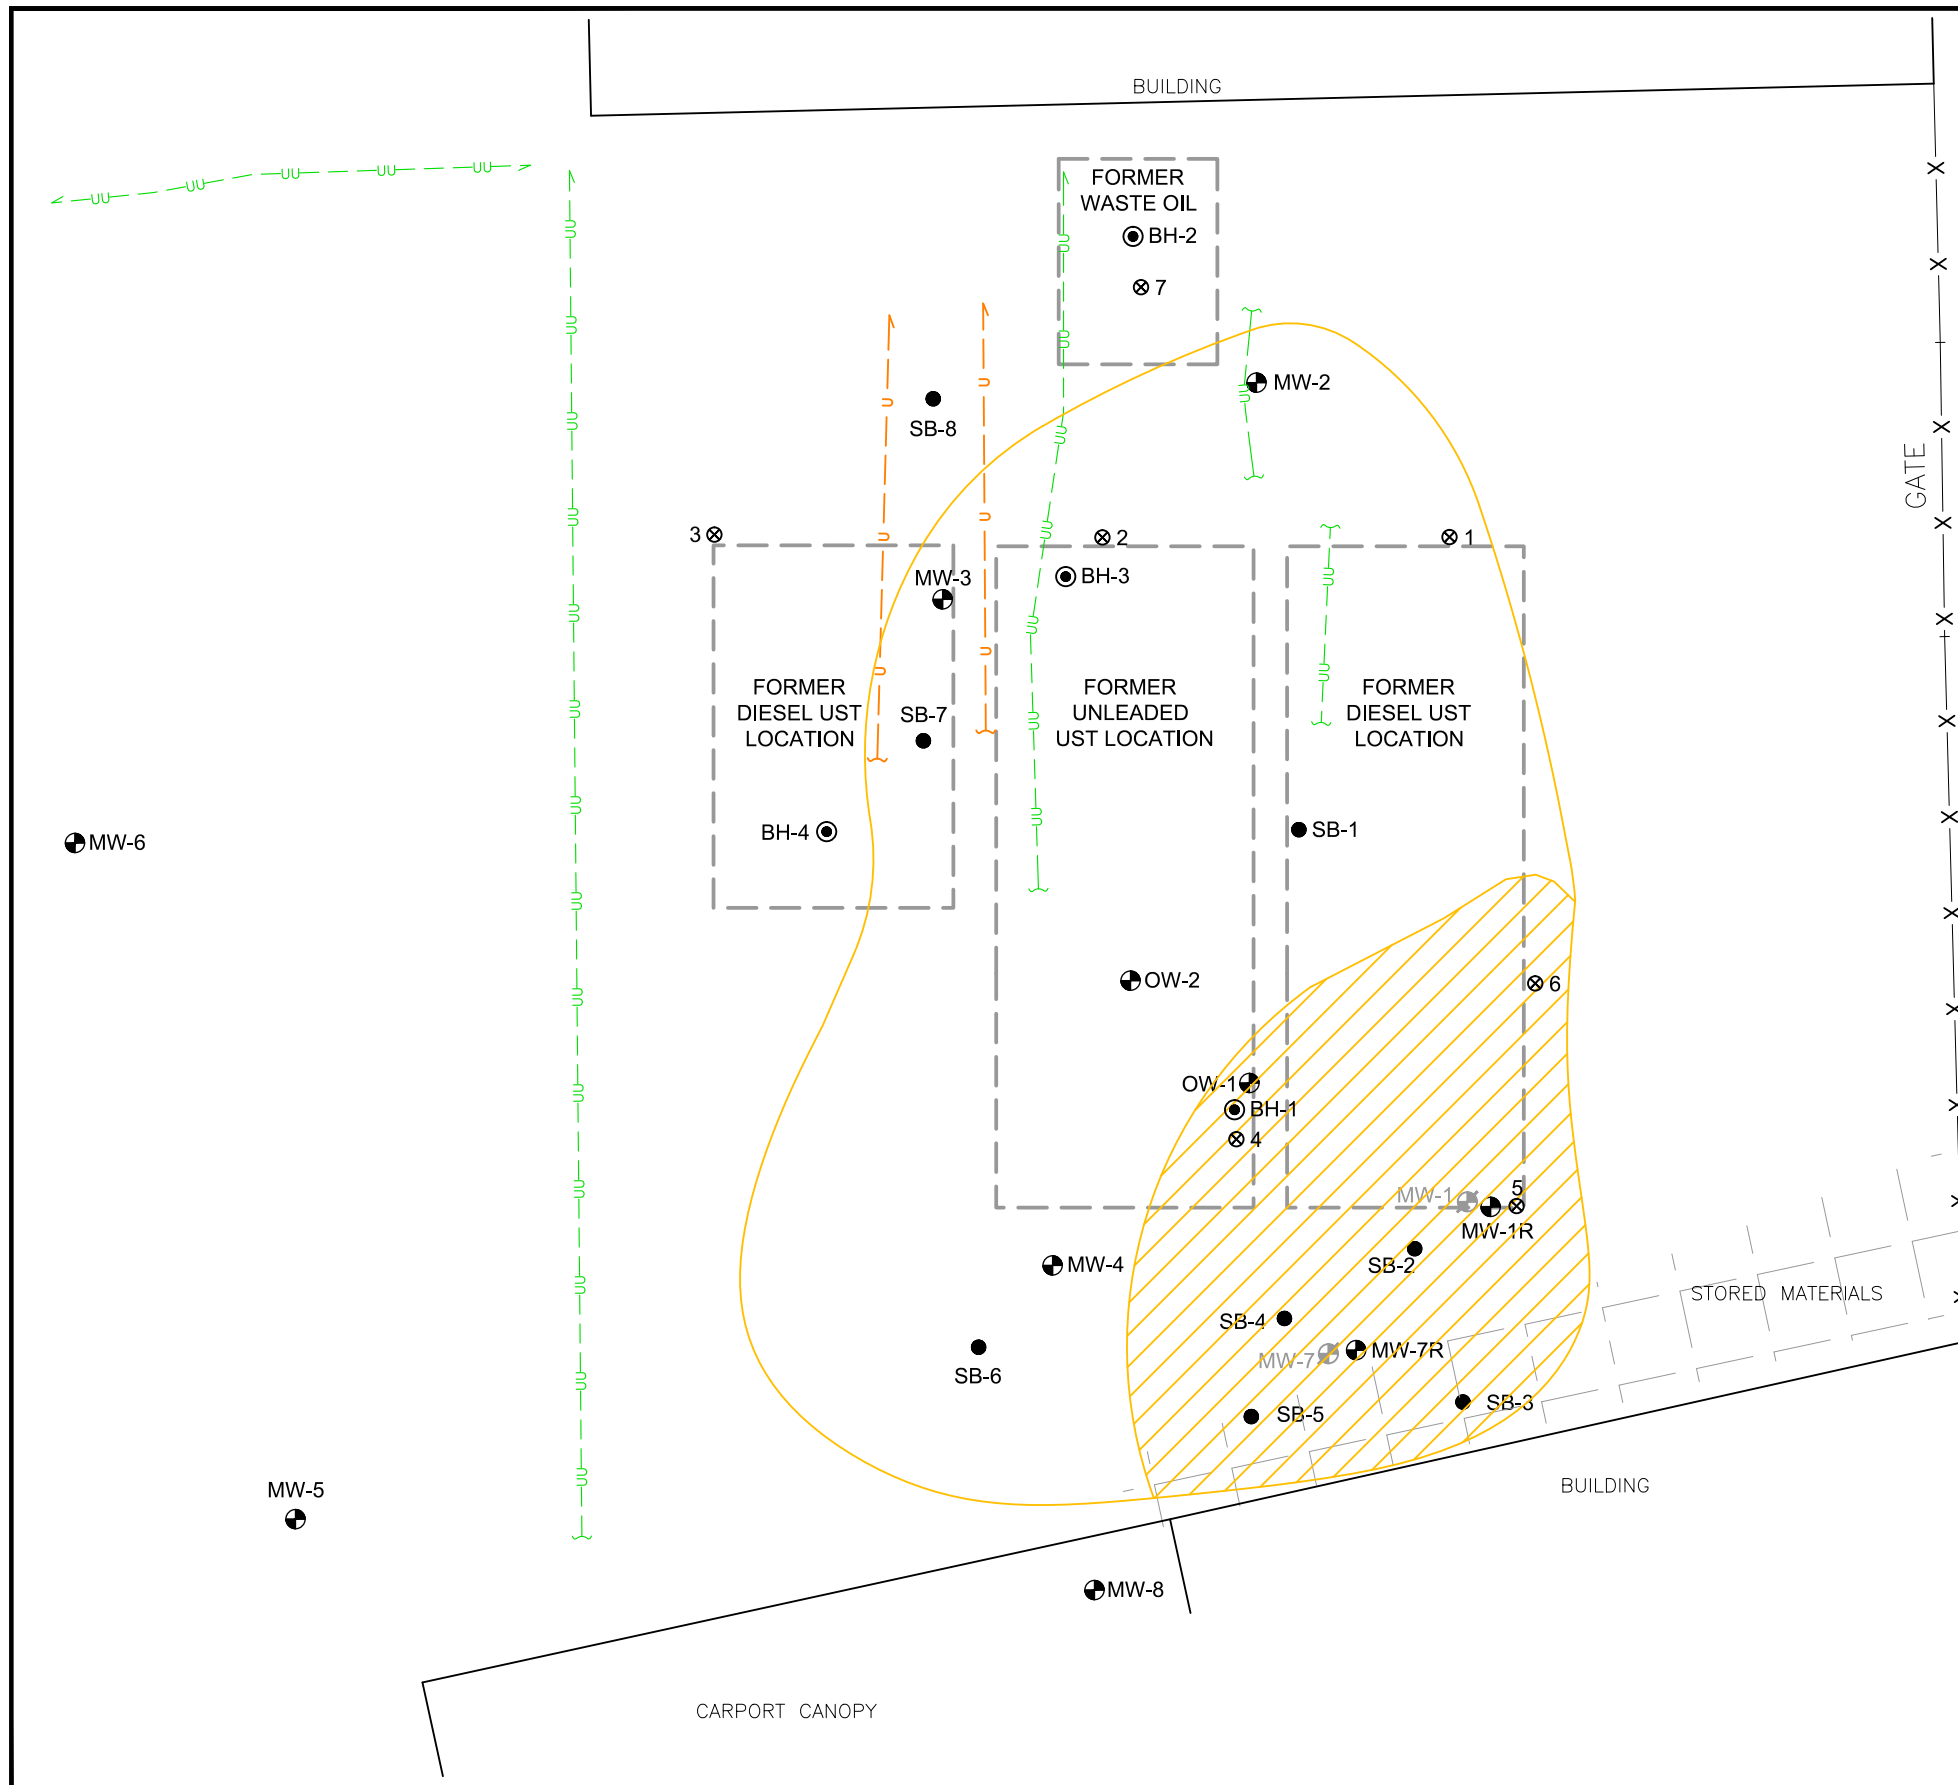 BUILDING
FORMER
WASTE OIL
BH-2
7
MW-2
SB-8
GATE
3
2
1
BH-3
MW-3
FORMER
DIESEL UST
LOCATION
SB-7
FORMER
UNLEADED
UST LOCATION
FORMER
DIESEL UST
LOCATION
BH-4
SB-1
MW-6
OW-2
6
OW-1
BH-1
4
MW-1
5
MW-1R
SB-2
MW-4
STORED MATERIALS
SB-4
MW-7
MW-7R
SB-6
SB-5
SB-3
BUILDING
MW-5
MW-8
CARPORT CANOPY